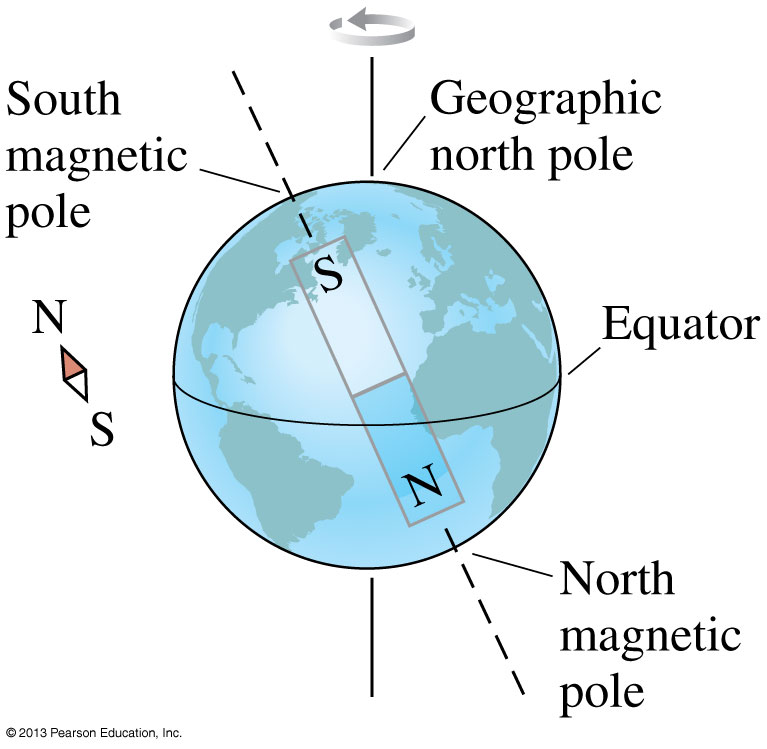 South
magnetic
pole
Geographic
north pole
S
N
Equator
S
N
North
magnetic
pole
© 2013 Pearson Education, Inc.